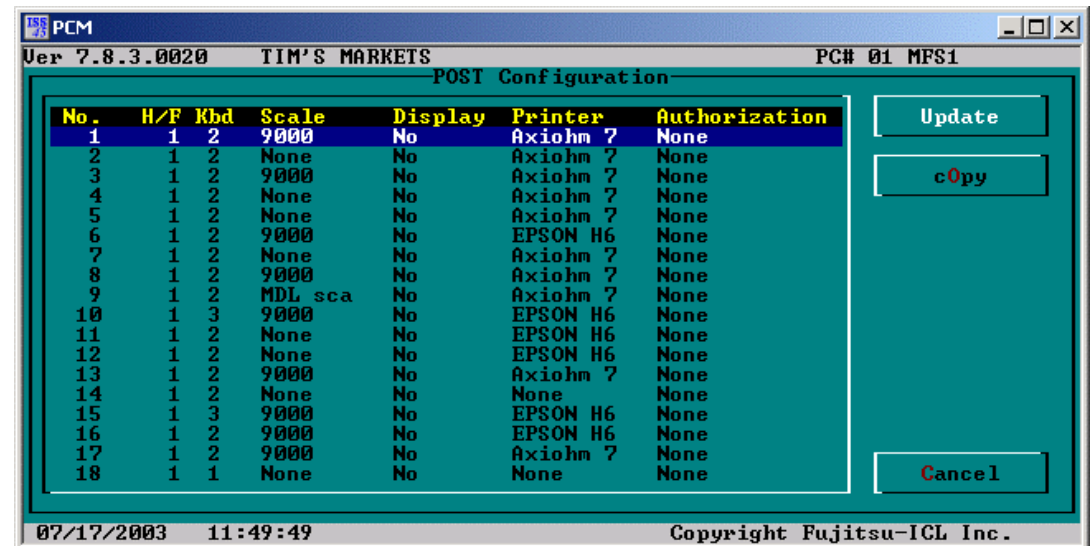 ISS 45 PCM
Ver 7.8.3.0020 TIM'S MARKETS PC# 01 MFS1
POST Configuration
No. H/F Kbd Scale Display Printer Authorization
1 1 2 9000 No Axiohm 7 None
2 1 2 None No Axiohm 7 None
3 1 2 9000 No Axiohm 7 None
4 1 2 None No Axiohm 7 None
5 1 2 None No Axiohm 7 None
6 1 2 9000 No EPSON H6 None
7 1 2 None No Axiohm 7 None
8 1 2 9000 No Axiohm 7 None
9 1 2 MDL sca No Axiohm 7 None
10 1 3 9000 No EPSON H6 None
11 1 2 None No EPSON H6 None
12 1 2 None No EPSON H6 None
13 1 2 9000 No Axiohm 7 None
14 1 2 None No None None
15 1 3 9000 No EPSON H6 None
16 1 2 9000 No EPSON H6 None
17 1 2 9000 No Axiohm 7 None
18 1 1 None No None None
Update
cOpy
Cancel
07/17/2003 11:49:49 Copyright Fujitsu-ICL Inc.